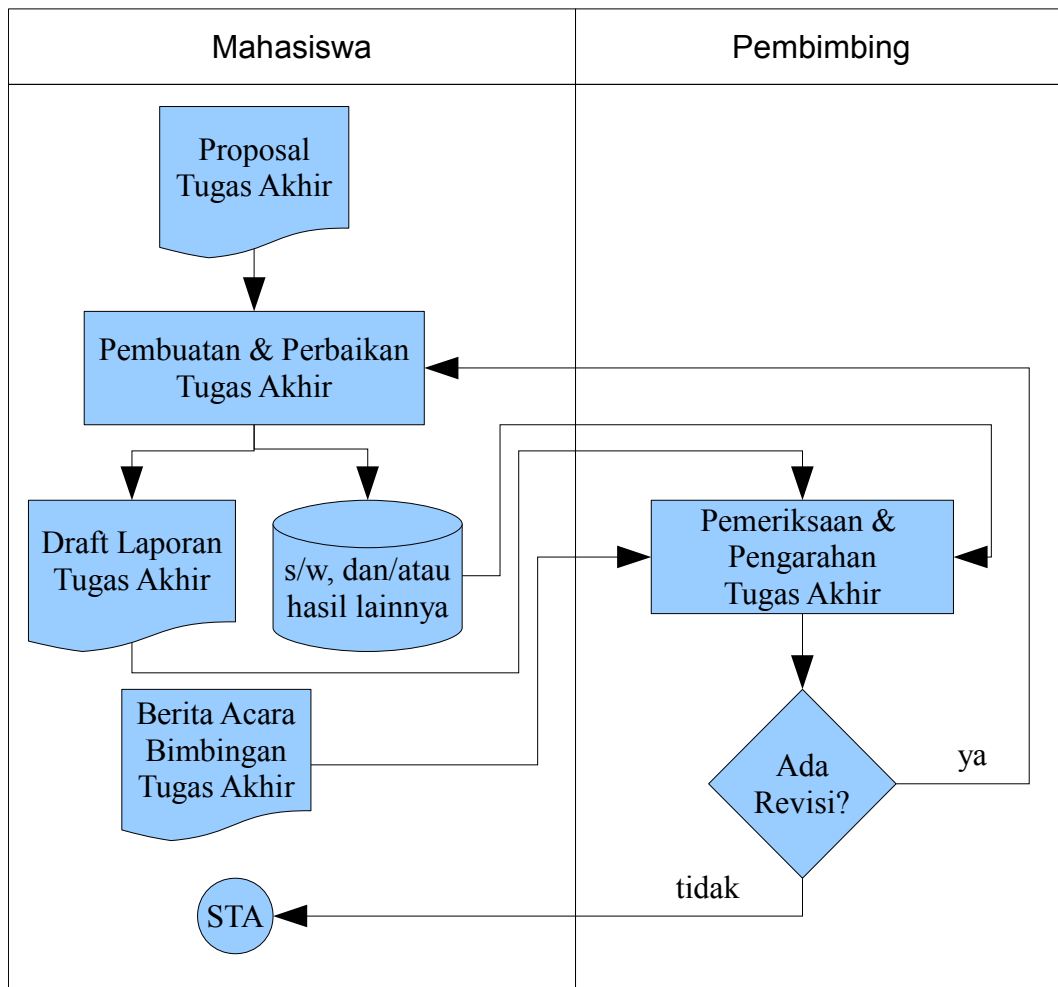 Mahasiswa
Pembimbing
Proposal
Tugas Akhir
Pembuatan & Perbaikan
Tugas Akhir
Draft Laporan
Tugas Akhir
s/w, dan/atau
hasil lainnya
Pemeriksaan &
Pengarahan
Tugas Akhir
Berita Acara
Bimbingan
Tugas Akhir
Ada
Revisi?
ya
tidak
STA